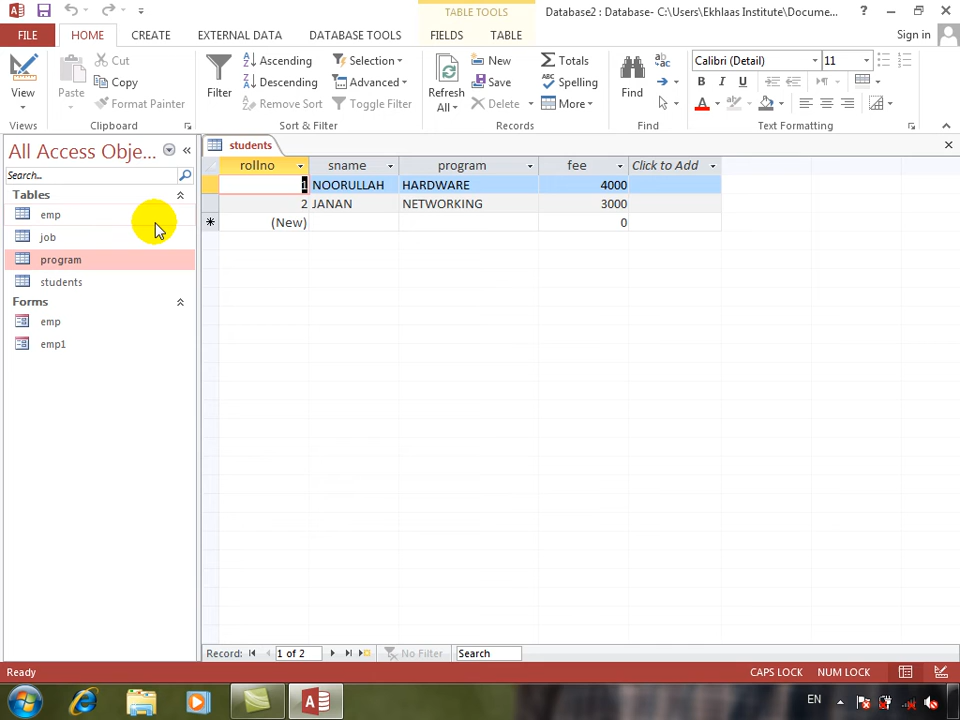 TABLE TOOLS
Database2 : Database- C:\Users\Ekhlaas Institute\Docume...
?
FILE
HOME
CREATE
EXTERNAL DATA
DATABASE TOOLS
FIELDS
TABLE
Sign in
View
Views
Paste
Cut
Copy
Format Painter
Clipboard
Filter
Ascending
Descending
Remove Sort
Selection
Advanced
Toggle Filter
Sort & Filter
Refresh
All
New
Save
Delete
Totals
Spelling
More
Records
Find
Find
Calibri (Detail)
11
B I U
A
Text Formatting
All Access Obje...
Search...
Tables
emp
job
program
students
Forms
emp
emp1
students
rollno sname program fee Click to Add
1 NOORULLAH HARDWARE 4000
2 JANAN NETWORKING 3000
* (New) 0
Record: 1 of 2 No Filter Search
Ready
CAPS LOCK NUM LOCK
EN